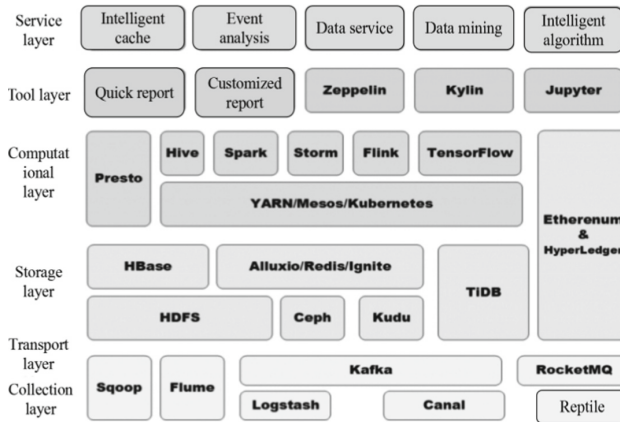 Service
layer
Intelligent
cache
Event
analysis
Data service
Data mining
Intelligent
algorithm
Tool layer
Quick report
Customized
report
Zeppelin
Kylin
Jupyter
Computat
ional
layer
Presto
Hive
Spark
Storm
Flink
TensorFlow
YARN/Mesos/Kubernetes
Etherenum
&
HyperLedger
Storage
layer
HBase
Alluxio/Redis/Ignite
TiDB
HDFS
Ceph
Kudu
Transport
layer
Collection
layer
Sqoop
Flume
Kafka
RocketMQ
Logstash
Canal
Reptile